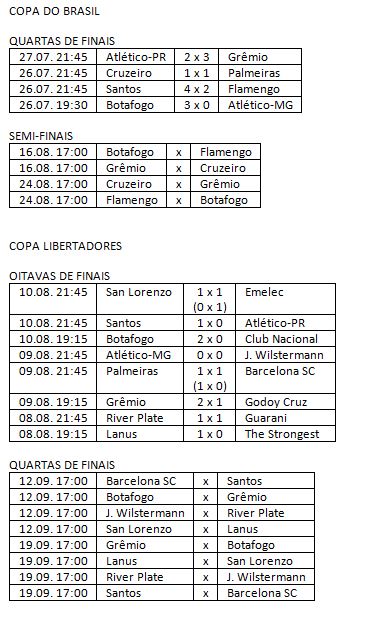 COPA DO BRASIL
QUARTAS DE FINAIS
27.07. 21:45 Atlético-PR 2 x 3 Grêmio
26.07. 21:45 Cruzeiro 1 x 1 Palmeiras
26.07. 21:45 Santos 4 x 2 Flamengo
26.07. 19:30 Botafogo 3 x 0 Atlético-MG
SEMI-FINAIS
16.08. 17:00 Botafogo x Flamengo
16.08. 17:00 Grêmio x Cruzeiro
24.08. 17:00 Cruzeiro x Grêmio
24.08. 17:00 Flamengo x Botafogo
COPA LIBERTADORES
OITAVAS DE FINAIS
10.08. 21:45 San Lorenzo 1 x 1 Emelec
(0 x 1)
10.08. 21:45 Santos 1 x 0 Atlético-PR
10.08. 19:15 Botafogo 2 x 0 Club Nacional
09.08. 21:45 Atlético-MG 0 x 0 J. Wilstermann
09.08. 21:45 Palmeiras 1 x 1 Barcelona SC
(1 x 0)
09.08. 19:15 Grêmio 2 x 1 Godoy Cruz
08.08. 21:45 River Plate 1 x 1 Guarani
08.08. 19:15 Lanus 1 x 0 The Strongest
QUARTAS DE FINAIS
12.09. 17:00 Barcelona SC x Santos
12.09. 17:00 Botafogo x Grêmio
12.09. 17:00 J. Wilstermann x River Plate
12.09. 17:00 San Lorenzo x Lanus
19.09. 17:00 Grêmio x Botafogo
19.09. 17:00 Lanus x San Lorenzo
19.09. 17:00 River Plate x J. Wilstermann
19.09. 17:00 Santos x Barcelona SC